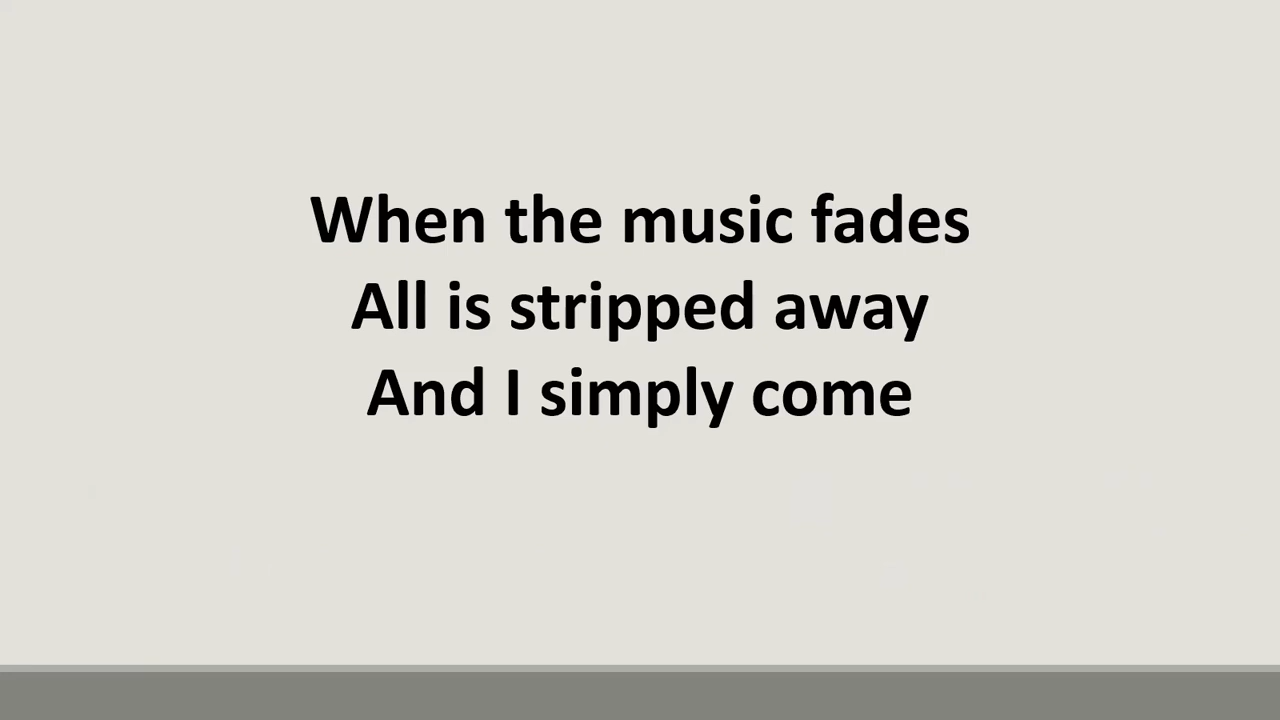 When the music fades
All is stripped away
And I simply come